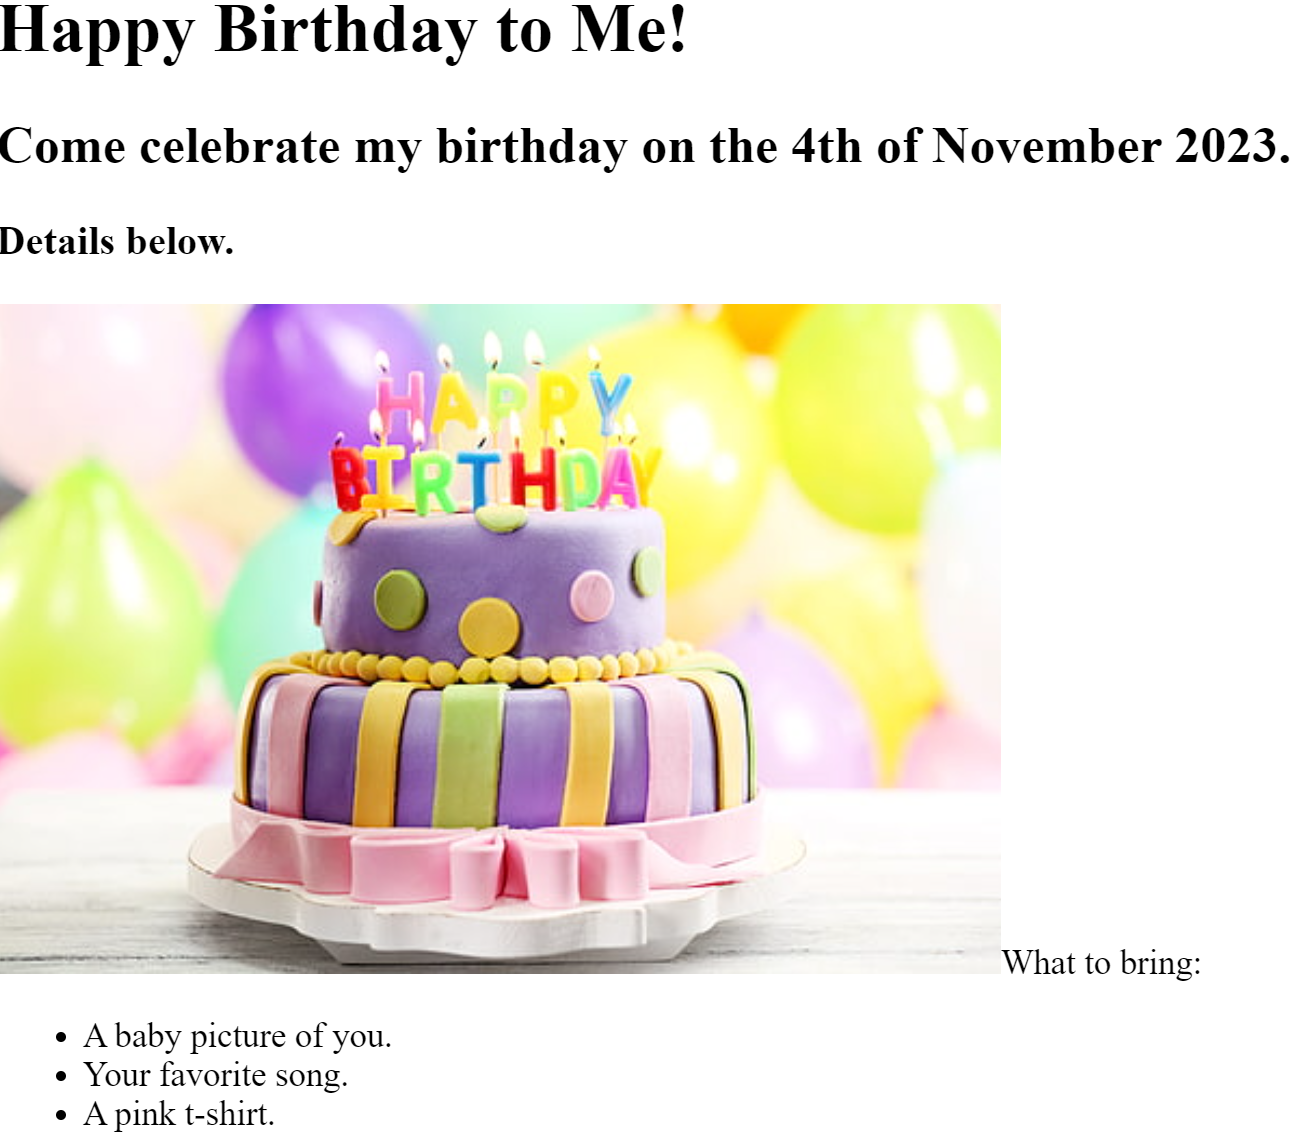 Happy Birthday to Me!
Come celebrate my birthday on the 4th of November 2023.
Details below.
HAPPY
BIRTHDAY
What to bring:
A baby picture of you.
Your favorite song.
A pink t-shirt.